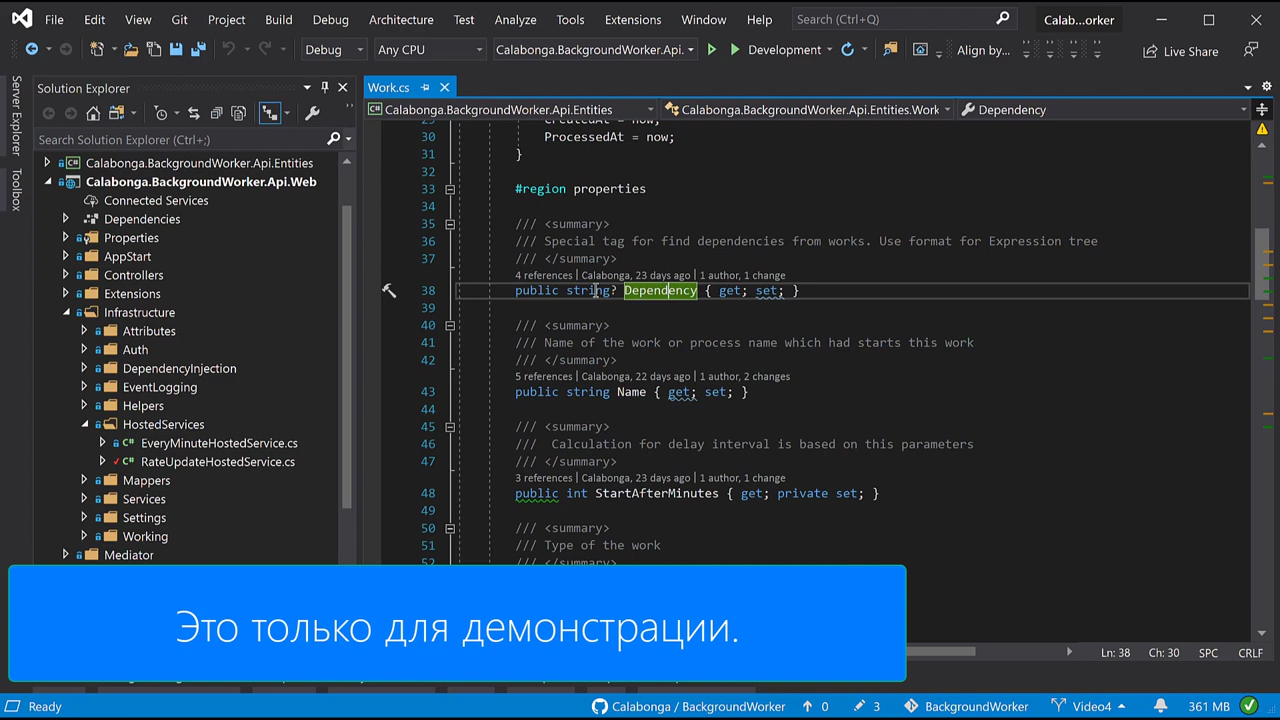 File Edit View Git Project Build Debug Architecture Test Analyze Tools Extensions Window Help Search (Ctrl+Q) Calab...orker
Debug Any CPU Calabonga.BackgroundWorker.Api. Development Align by... Live Share
Server Explorer
Toolbox
Solution Explorer
Search Solution Explorer (Ctrl+;)
Calabonga.BackgroundWorker.Api.Entities
Calabonga.BackgroundWorker.Api.Web
Connected Services
Dependencies
Properties
AppStart
Controllers
Extensions
Infrastructure
Attributes
Auth
DependencyInjection
EventLogging
Helpers
HostedServices
EveryMinuteHostedService.cs
RateUpdateHostedService.cs
Mappers
Services
Settings
Working
Mediator
Work.cs
Calabonga.BackgroundWorker.Api.Entities Calabonga.BackgroundWorker.Api.Entities.Work Dependency
29 CreatedAt = now;
30 ProcessedAt = now;
31 }
32
33 #region properties
34
35 /// <summary>
36 /// Special tag for find dependencies from works. Use format for Expression tree
37 /// </summary>
4 references | Calabonga, 23 days ago | 1 author, 1 change
38 public string? Dependency { get; set; }
39
40 /// <summary>
41 /// Name of the work or process name which had starts this work
42 /// </summary>
5 references | Calabonga, 22 days ago | 1 author, 2 changes
43 public string Name { get; set; }
44
45 /// <summary>
46 /// Calculation for delay interval is based on this parameters
47 /// </summary>
3 references | Calabonga, 23 days ago | 1 author, 1 change
48 public int StartAfterMinutes { get; private set; }
49
50 /// <summary>
51 /// Type of the work
52 /// </summary>
Это только для демонстрации.
Ln: 38 Ch: 30 SPC CRLF
Ready Calabonga / BackgroundWorker 0 3 BackgroundWorker Video4 361 MB